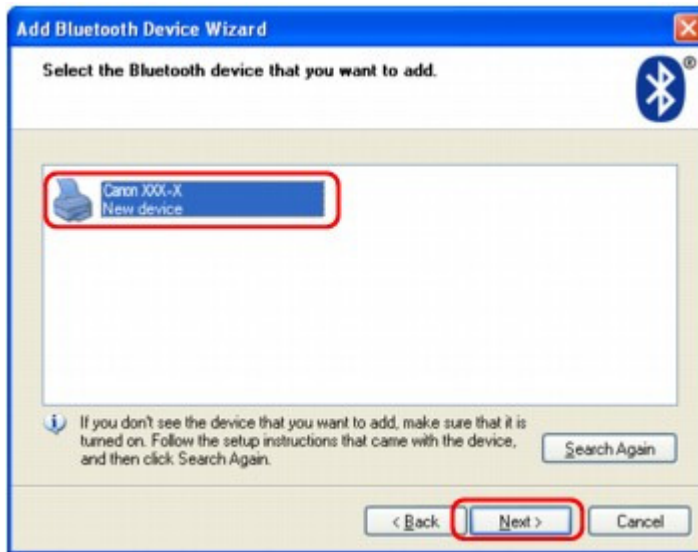 Add Bluetooth Device Wizard
Select the Bluetooth device that you want to add.
®
Canon XXX-X
New device
If you don't see the device that you want to add, make sure that it is
turned on. Follow the setup instructions that came with the device,
and then click Search Again.
Search Again
< Back
Next >
Cancel